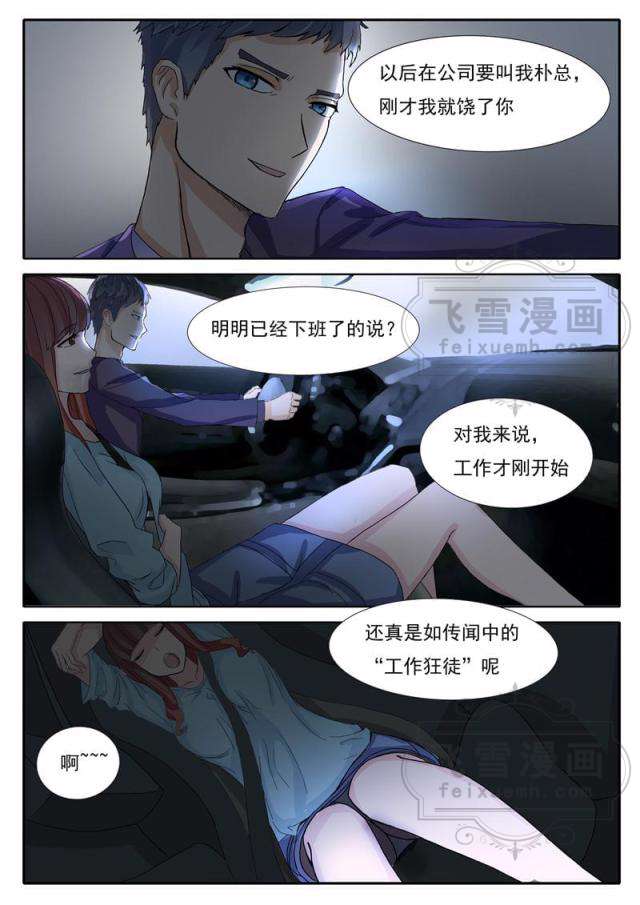 以后在公司要叫我朴总，
刚才我就饶了你
飞雪漫画
feixuemh.com
明明已经下班了的说？
对我来说，
工作才刚开始
还真是如传闻中的
“工作狂徒”呢
飞雪漫画
feixuemh.com
啊~~~